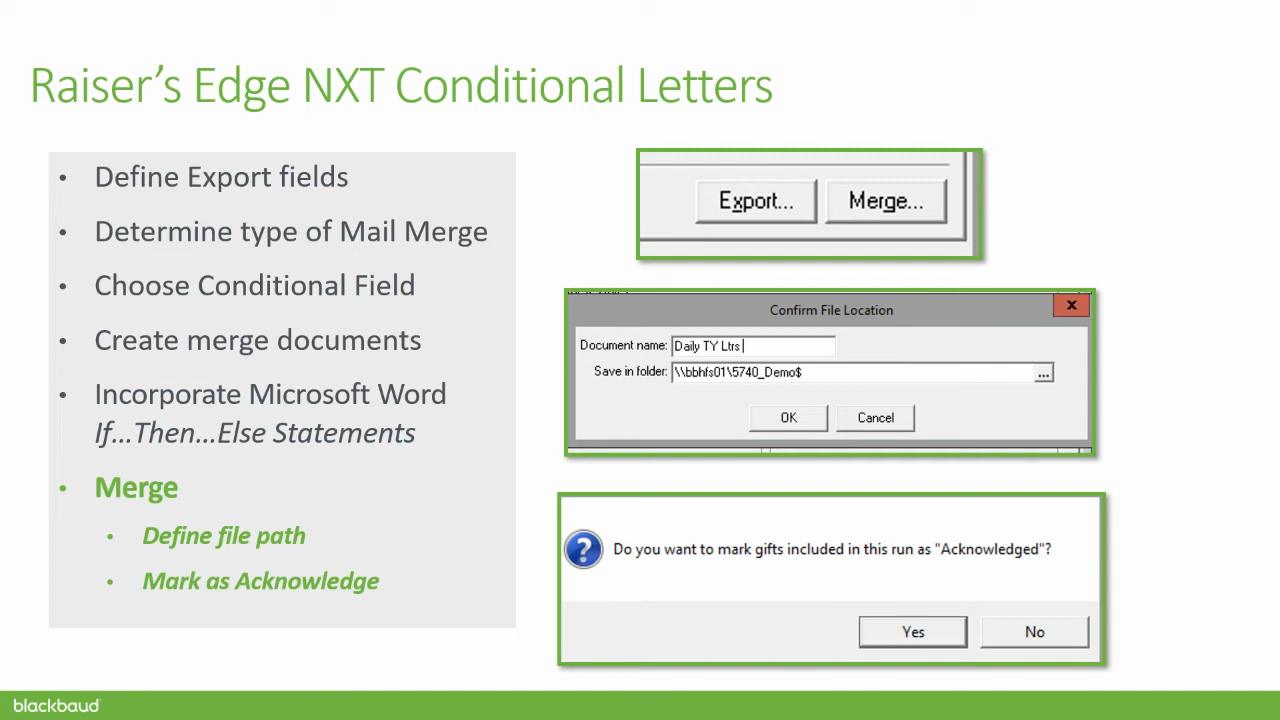 Raiser's Edge NXT Conditional Letters
• Define Export fields
• Determine type of Mail Merge
• Choose Conditional Field
• Create merge documents
• Incorporate Microsoft Word
If...Then...Else Statements
• Merge
• Define file path
• Mark as Acknowledge
Export... Merge...
Confirm File Location
x
Document name: Daily TY Ltrs
Save in folder: \\bbhfs01\5740_Demo$ ...
OK Cancel
? Do you want to mark gifts included in this run as "Acknowledged"?
Yes No
blackbaud